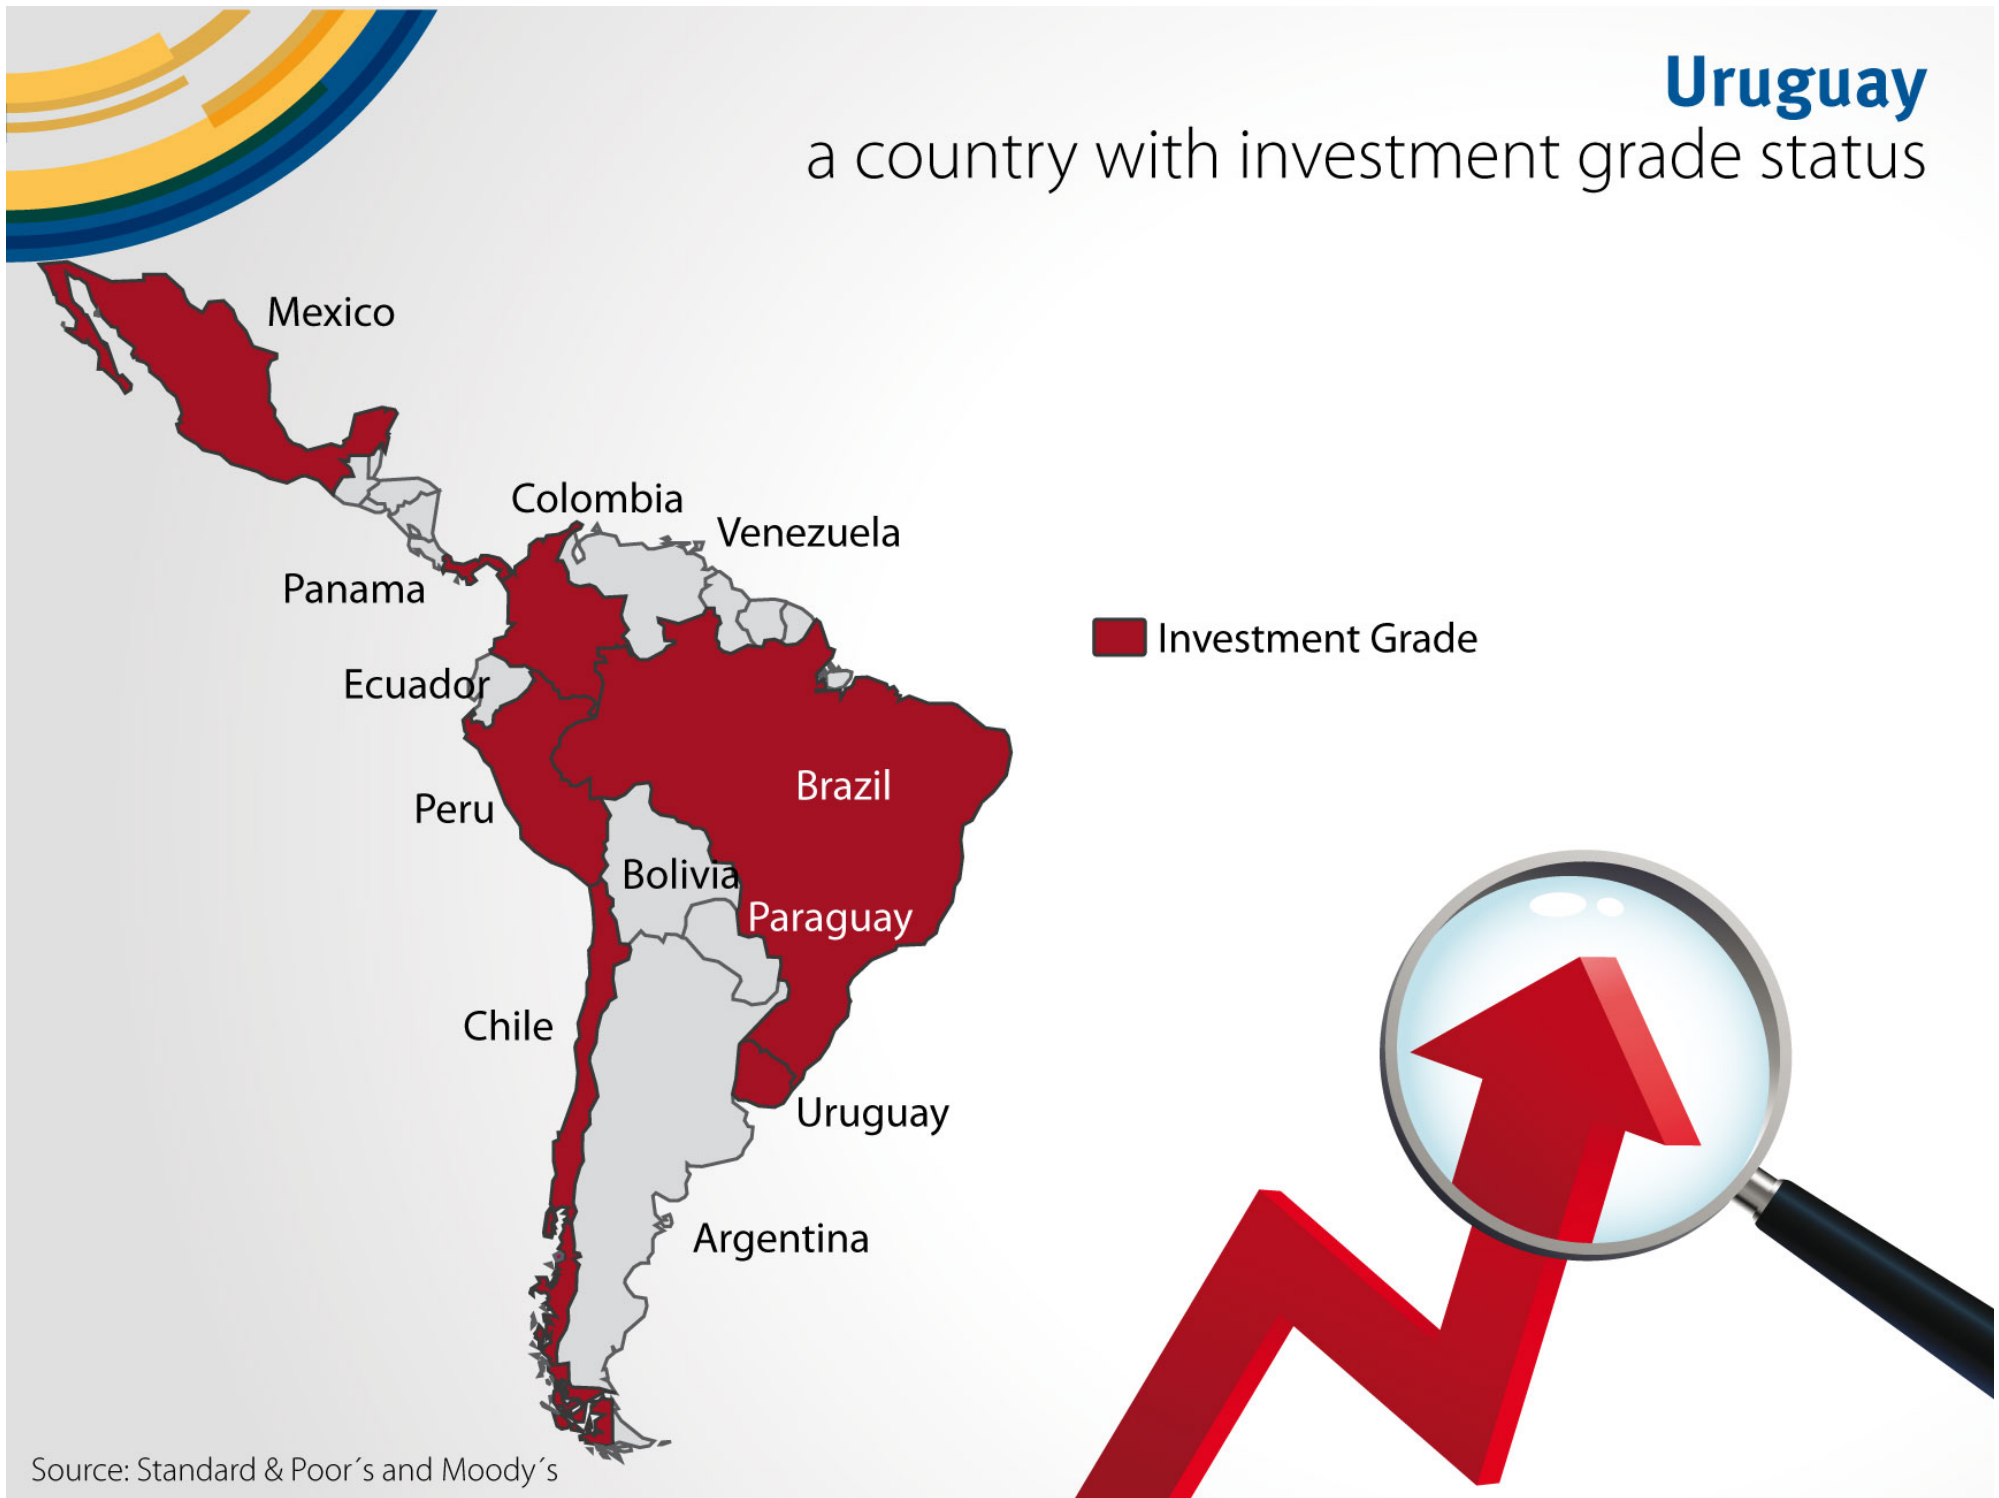 Uruguay
a country with investment grade status
Mexico
Colombia
Venezuela
Panama
Investment Grade
Ecuador
Brazil
Peru
Bolivia
Paraguay
Chile
Uruguay
Argentina
Source: Standard & Poor´s and Moody´s